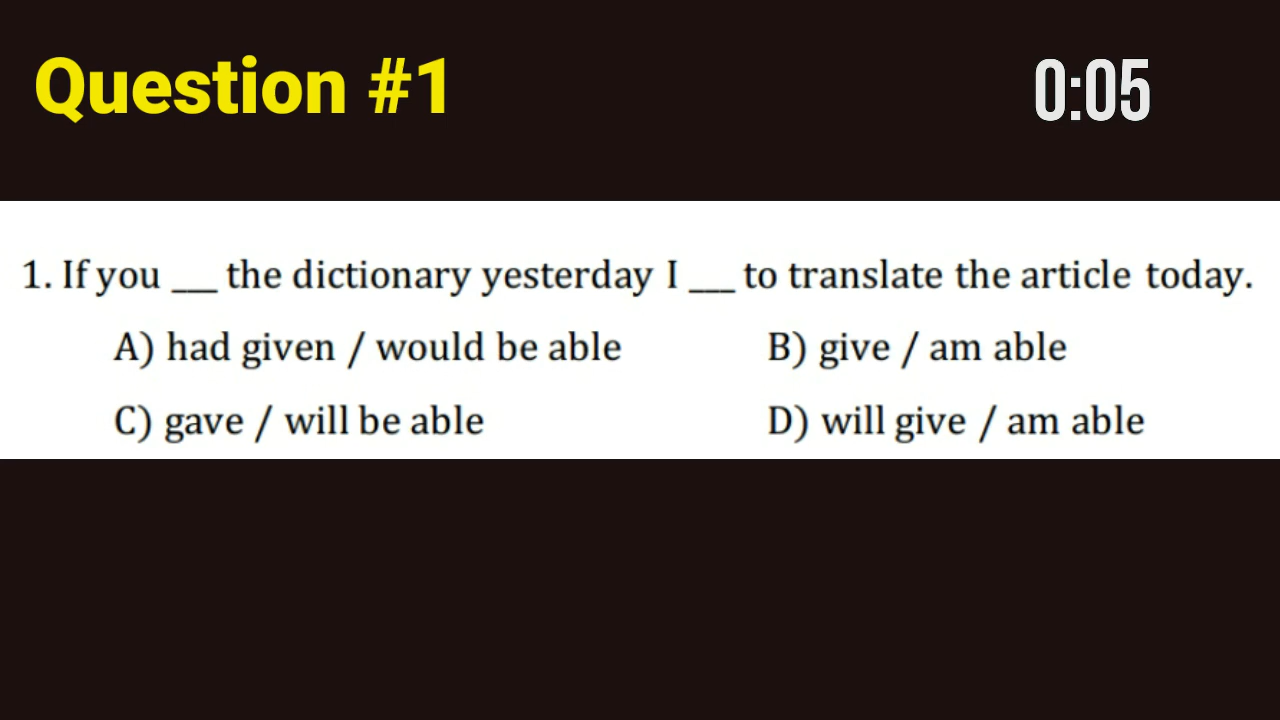 Question #1
0:05
1. If you ___ the dictionary yesterday I ___ to translate the article today.
A) had given / would be able B) give / am able
C) gave / will be able D) will give / am able